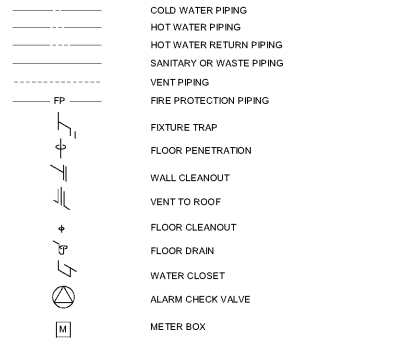 COLD WATER PIPING
HOT WATER PIPING
HOT WATER RETURN PIPING
SANITARY OR WASTE PIPING
VENT PIPING
FP FIRE PROTECTION PIPING
FIXTURE TRAP
FLOOR PENETRATION
WALL CLEANOUT
VENT TO ROOF
FLOOR CLEANOUT
FLOOR DRAIN
WATER CLOSET
ALARM CHECK VALVE
M METER BOX